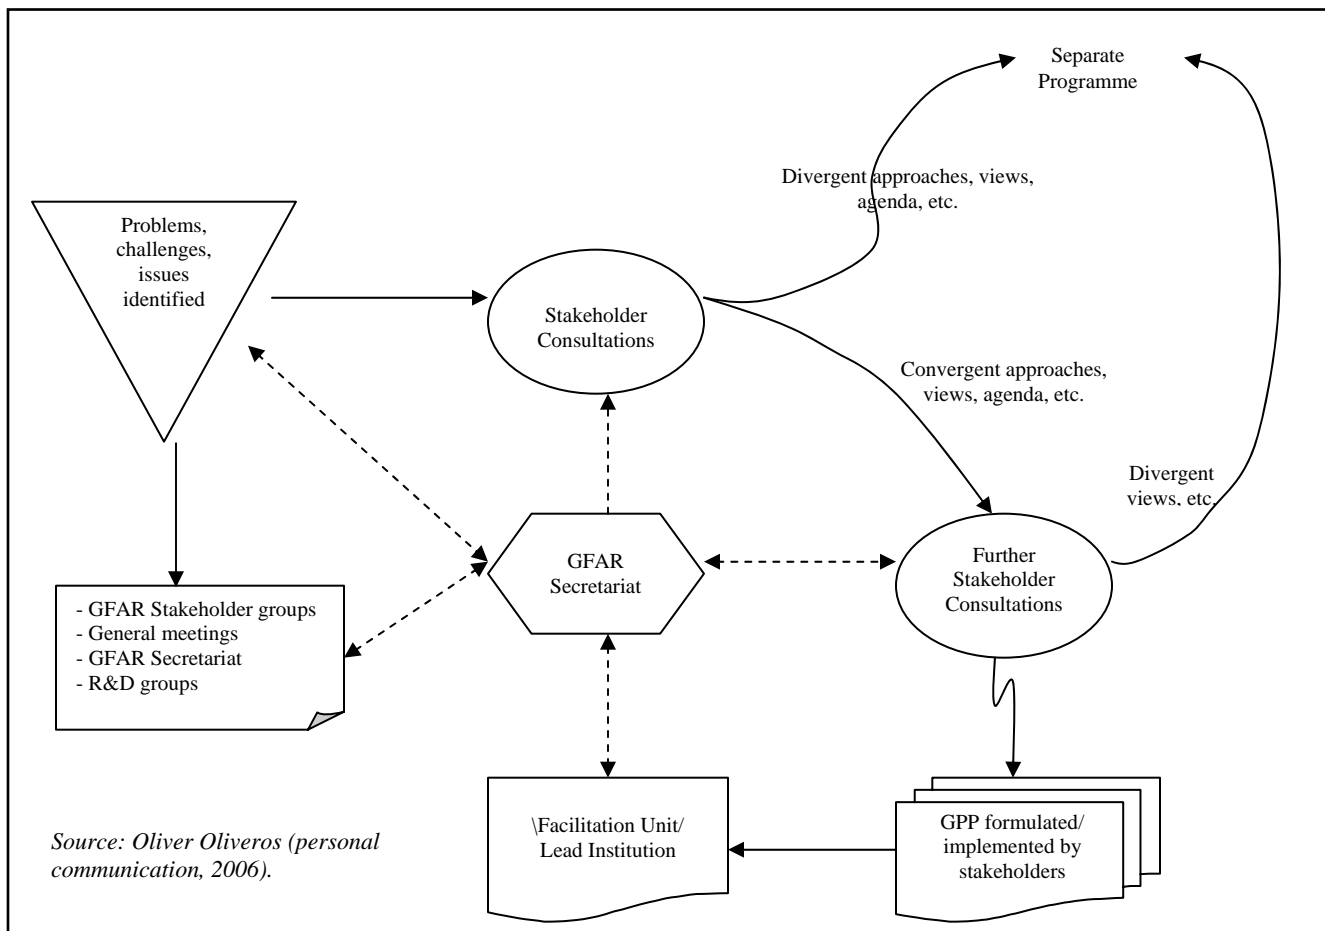 Separate
Programme
Divergent approaches, views,
agenda, etc.
Problems,
challenges,
issues
identified
Stakeholder
Consultations
Convergent approaches,
views, agenda, etc.
Divergent
views, etc.
GFAR
Secretariat
Further
Stakeholder
Consultations
- GFAR Stakeholder groups
- General meetings
- GFAR Secretariat
- R&D groups
\Facilitation Unit/
Lead Institution
GPP formulated/
implemented by
stakeholders
Source: Oliver Oliveros (personal
communication, 2006).